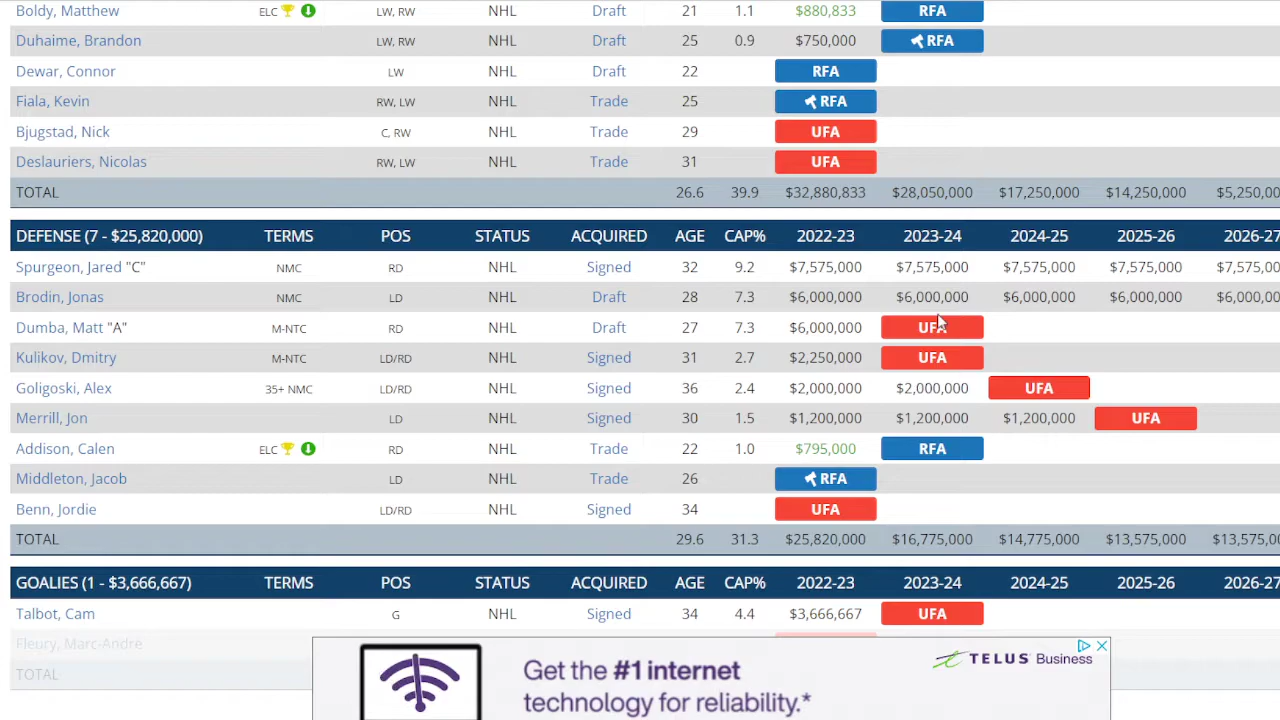 Boldy, Matthew ELC LW, RW NHL Draft 21 1.1 $880,833 RFA
Duhaime, Brandon LW, RW NHL Draft 25 0.9 $750,000 RFA
Dewar, Connor LW NHL Draft 22 RFA
Fiala, Kevin RW, LW NHL Trade 25 RFA
Bjugstad, Nick C, RW NHL Trade 29 UFA
Deslauriers, Nicolas RW, LW NHL Trade 31 UFA
TOTAL 26.6 39.9 $32,880,833 $28,050,000 $17,250,000 $14,250,000 $5,250,00
DEFENSE (7 - $25,820,000) TERMS POS STATUS ACQUIRED AGE CAP% 2022-23 2023-24 2024-25 2025-26 2026-27
Spurgeon, Jared "C" NMC RD NHL Signed 32 9.2 $7,575,000 $7,575,000 $7,575,000 $7,575,000 $7,575,00
Brodin, Jonas NMC LD NHL Draft 28 7.3 $6,000,000 $6,000,000 $6,000,000 $6,000,000 $6,000,00
Dumba, Matt "A" M-NTC RD NHL Draft 27 7.3 $6,000,000 UFA
Kulikov, Dmitry M-NTC LD/RD NHL Signed 31 2.7 $2,250,000 UFA
Goligoski, Alex 35+ NMC LD/RD NHL Signed 36 2.4 $2,000,000 $2,000,000 UFA
Merrill, Jon LD NHL Signed 30 1.5 $1,200,000 $1,200,000 $1,200,000 UFA
Addison, Calen ELC RD NHL Trade 22 1.0 $795,000 RFA
Middleton, Jacob LD NHL Trade 26 RFA
Benn, Jordie LD/RD NHL Signed 34 UFA
TOTAL 29.6 31.3 $25,820,000 $16,775,000 $14,775,000 $13,575,000 $13,575,00
GOALIES (1 - $3,666,667) TERMS POS STATUS ACQUIRED AGE CAP% 2022-23 2023-24 2024-25 2025-26 2026-27
Talbot, Cam G NHL Signed 34 4.4 $3,666,667 UFA
Fleury, Marc-Andre
TOTAL
Get the #1 internet
technology for reliability.*
TELUS Business